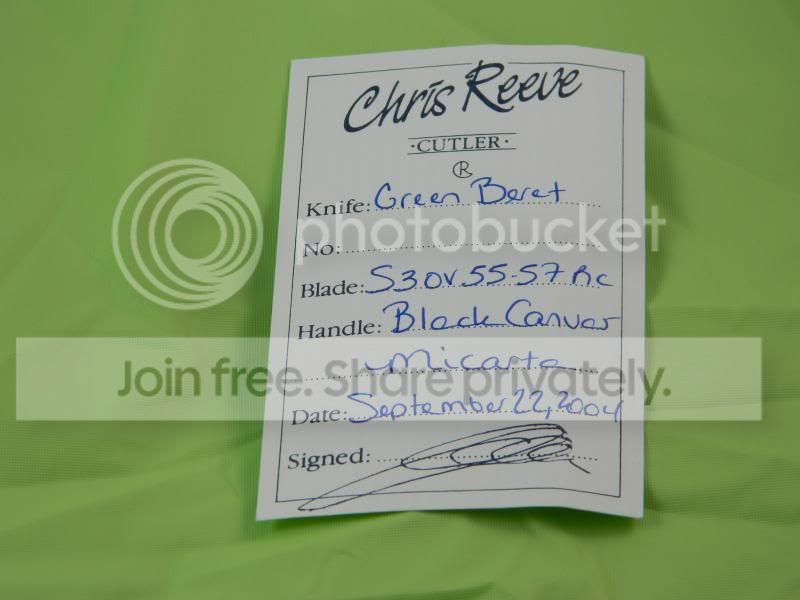 Chris Reeve
·CUTLER·
®
Knife: Green Beret
photobucket
No:
Blade: S30V 55-57 Rc
Handle: Black Canvas
Micarta
Join free. Share privately.
Date: September 22, 2004
Signed: